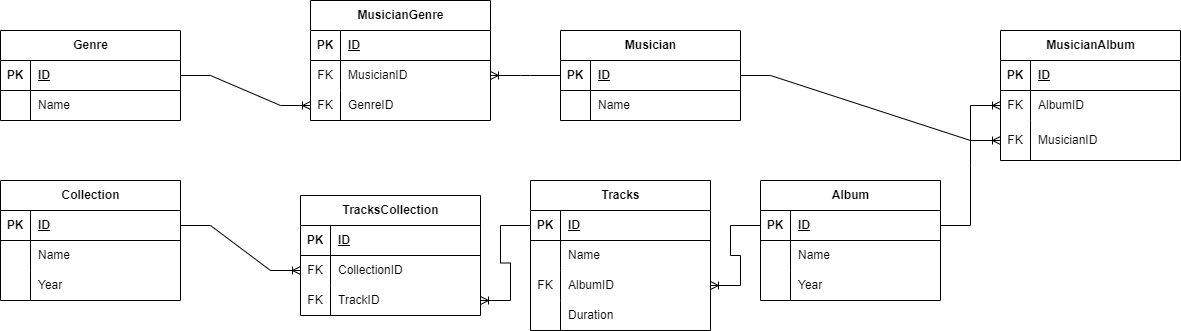 Genre
PK ID
Name
MusicianGenre
PK ID
FK MusicianID
FK GenreID
Musician
PK ID
Name
MusicianAlbum
PK ID
FK AlbumID
FK MusicianID
Collection
PK ID
Name
Year
TracksCollection
PK ID
FK CollectionID
FK TrackID
Tracks
PK ID
Name
FK AlbumID
Duration
Album
PK ID
Name
Year